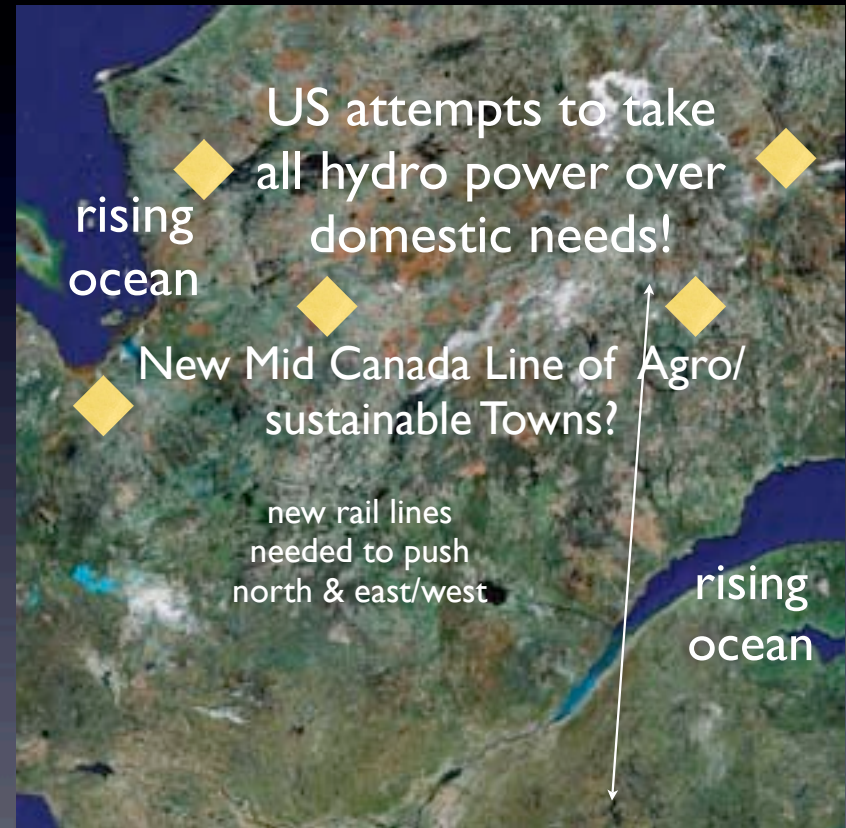 US attempts to take
all hydro power over
domestic needs!
rising
ocean
New Mid Canada Line of Agro/
sustainable Towns?
new rail lines
needed to push
north & east/west
rising
ocean